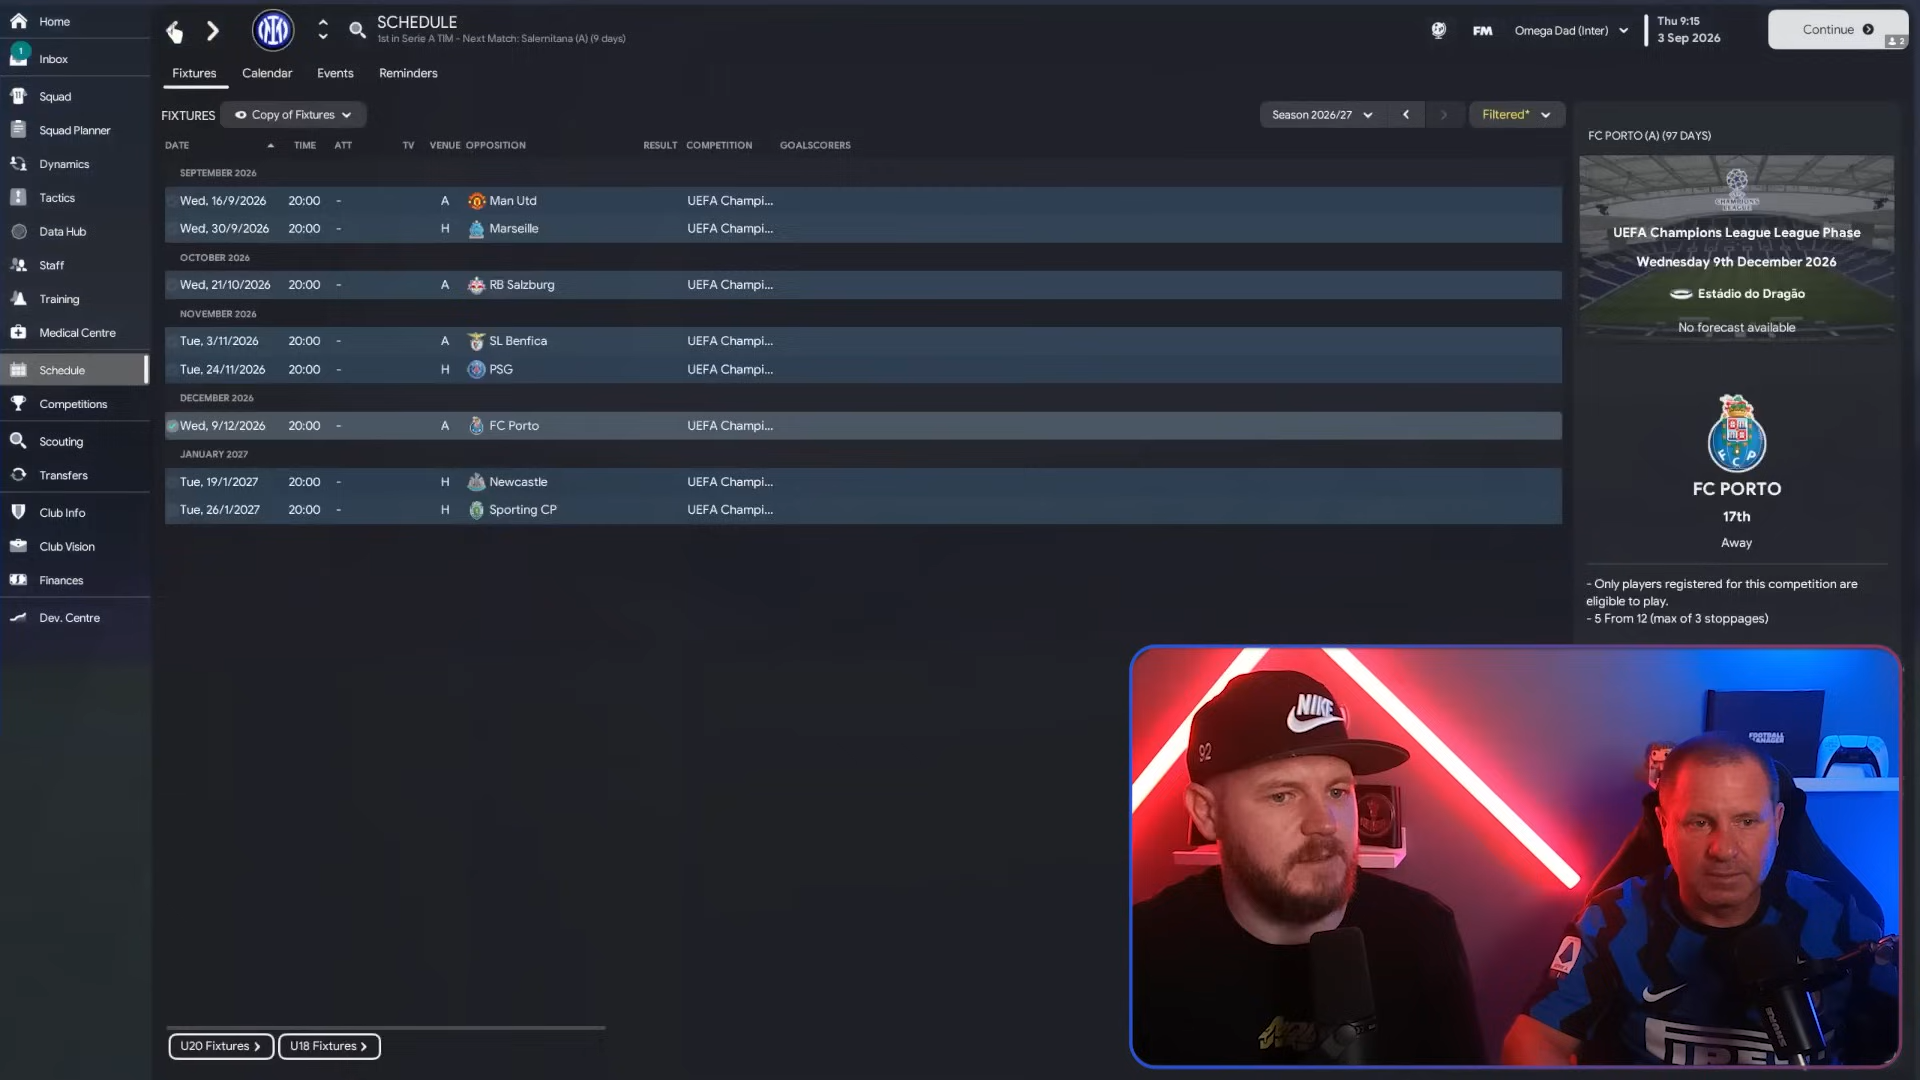 Home
1
Inbox
Squad
Squad Planner
Dynamics
Tactics
Data Hub
Staff
Training
Medical Centre
Schedule
Competitions
Scouting
Transfers
Club Info
Club Vision
Finances
Dev. Centre
SCHEDULE
1st in Serie A TIM - Next Match: Salernitana (A) (9 days)
FM
Omega Dad (Inter)
Thu 9:15
3 Sep 2026
Continue
2
Fixtures Calendar Events Reminders
FIXTURES Copy of Fixtures
Season 2026/27
Filtered*
DATE TIME ATT TV VENUE OPPOSITION RESULT COMPETITION GOALSCORERS
SEPTEMBER 2026
Wed, 16/9/2026 20:00 - A Man Utd UEFA Champi...
Wed, 30/9/2026 20:00 - H Marseille UEFA Champi...
OCTOBER 2026
Wed, 21/10/2026 20:00 - A RB Salzburg UEFA Champi...
NOVEMBER 2026
Tue, 3/11/2026 20:00 - A SL Benfica UEFA Champi...
Tue, 24/11/2026 20:00 - H PSG UEFA Champi...
DECEMBER 2026
Wed, 9/12/2026 20:00 - A FC Porto UEFA Champi...
JANUARY 2027
Tue, 19/1/2027 20:00 - H Newcastle UEFA Champi...
Tue, 26/1/2027 20:00 - H Sporting CP UEFA Champi...
FC PORTO (A) (97 DAYS)
CHAMPIONS
LEAGUE
UEFA Champions League League Phase
Wednesday 9th December 2026
Estádio do Dragão
No forecast available
FCP
FC PORTO
17th
Away
- Only players registered for this competition are
eligible to play.
- 5 From 12 (max of 3 stoppages)
U20 Fixtures
U18 Fixtures
NIKE
92
FOOTBALL
MANAGER
SHURE